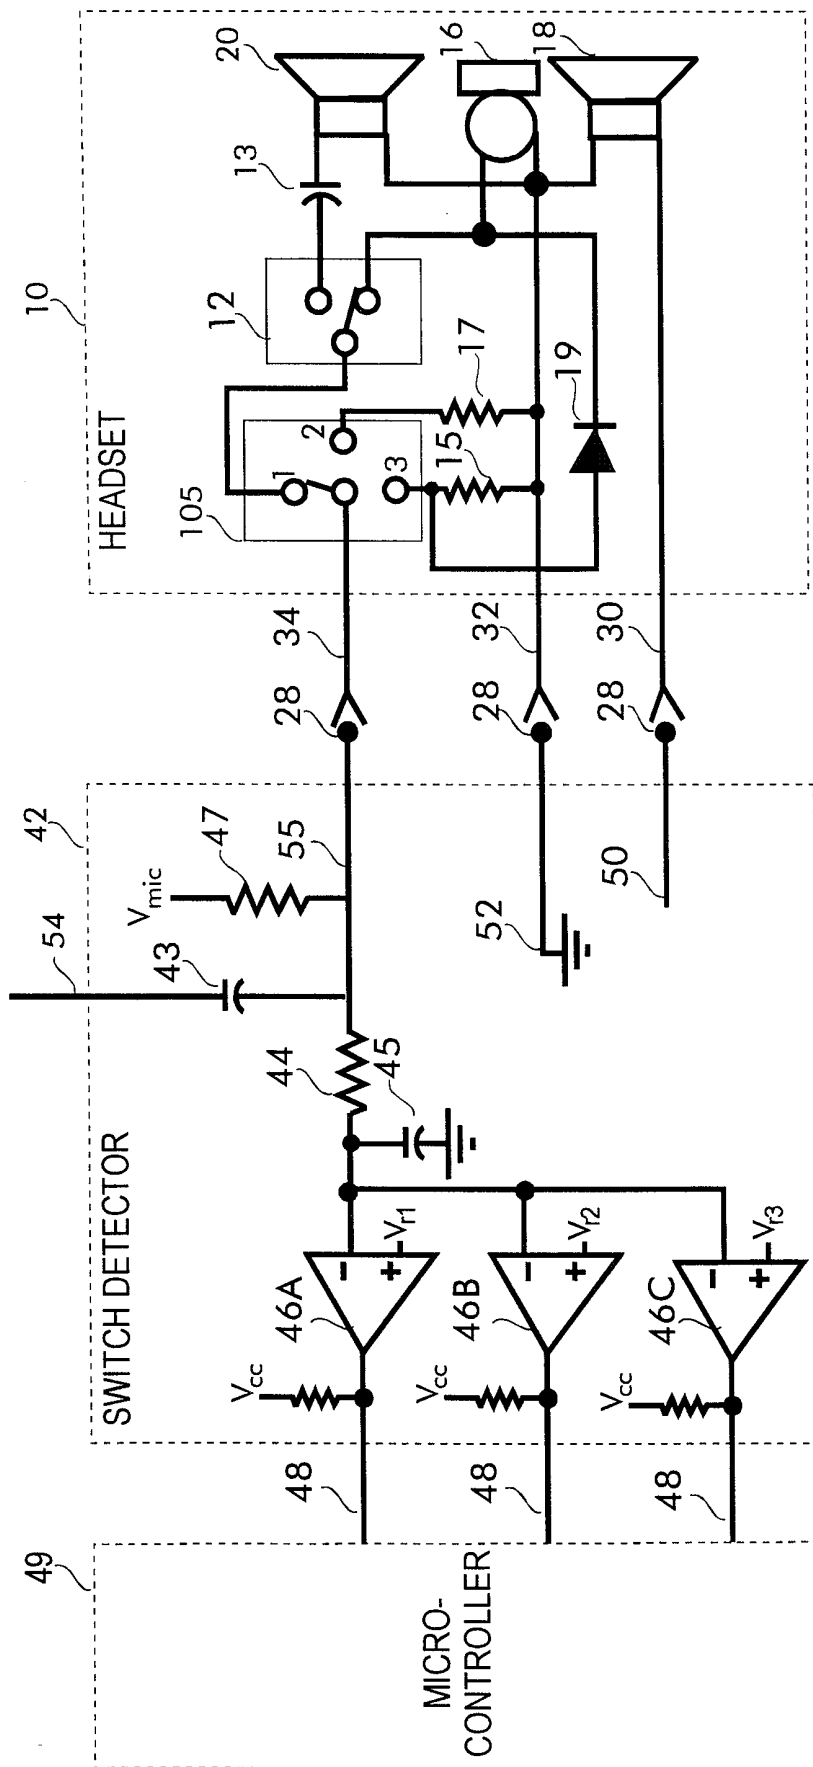 49
MICRO-
CONTROLLER
48
48
48
SWITCH DETECTOR
42
54
V_cc
V_cc
V_cc
46A
46B
46C
−
+
V_r1
−
+
V_r2
−
+
V_r3
44
45
43
V_mic
47
55
52
50
28
28
28
34
32
30
HEADSET
10
105
1
2
3
12
13
15
17
19
20
16
18